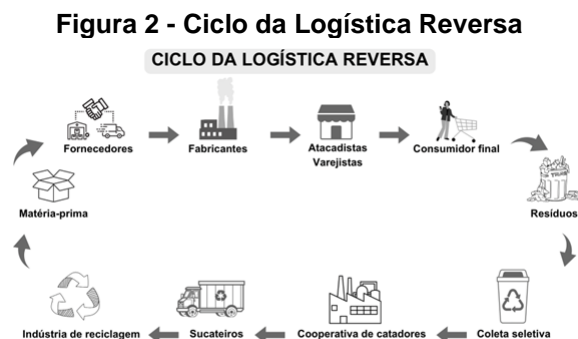 Figura 2 - Ciclo da Logística Reversa
CICLO DA LOGÍSTICA REVERSA
Fornecedores
Fabricantes
Atacadistas
Varejistas
Consumidor final
Matéria-prima
Resíduos
Indústria de reciclagem
Sucateiros
Cooperativa de catadores
Coleta seletiva